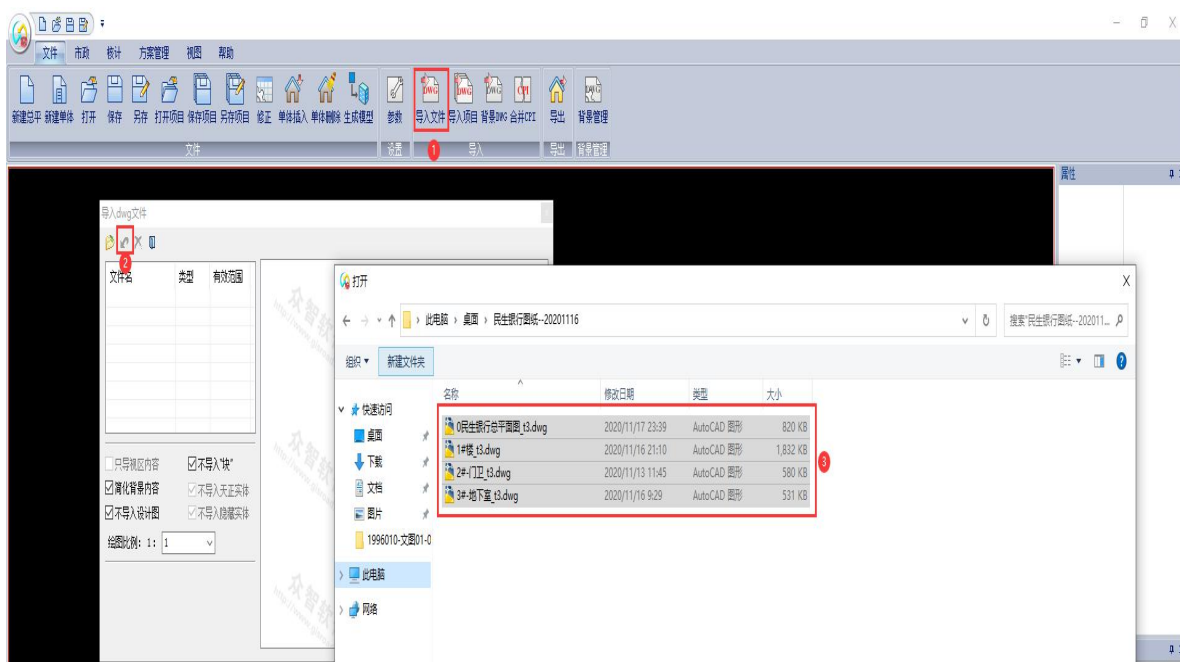 文件 市政 核计 方案管理 视图 帮助
新建总平 新建单体 打开 保存 另存 打开项目 保存项目 另存项目 修正 单体插入 单体删除 生成模型 参数 导入文件 导入项目 背景DWG 合并CPI 导出 背景管理
文件 设置 1 导入 导出 背景管理
属性
导入dwg文件
2
文件名 类型 有效范围
只导视区内容 不导入"块"
简化背景内容 不导入天正实体
不导入设计图 不导入隐藏实体
绘图比例: 1: 1
打开
此电脑 › 桌面 › 民生银行图纸--20201116
搜索"民生银行图纸--202011...
组织 新建文件夹
名称 修改日期 类型 大小
快速访问
桌面
下载
文档
图片
1996010-文图01-0
此电脑
网络
0民生银行总平面图_t3.dwg 2020/11/17 23:39 AutoCAD 图形 820 KB
1#楼_t3.dwg 2020/11/16 21:10 AutoCAD 图形 1,832 KB
2#-门卫_t3.dwg 2020/11/13 11:45 AutoCAD 图形 580 KB
3#-地下室_t3.dwg 2020/11/16 9:29 AutoCAD 图形 531 KB
3